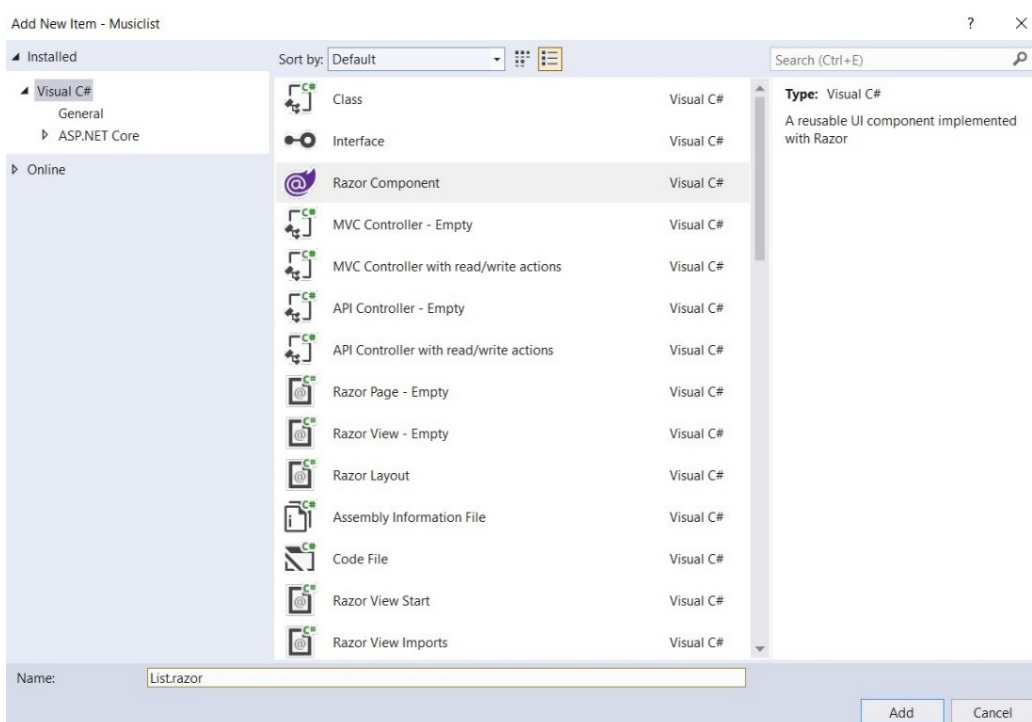 Add New Item - Musiclist
? ×
Installed
Sort by: Default
Search (Ctrl+E)
Visual C#
General
ASP.NET Core
Online
Class Visual C#
Interface Visual C#
Razor Component Visual C#
MVC Controller - Empty Visual C#
MVC Controller with read/write actions Visual C#
API Controller - Empty Visual C#
API Controller with read/write actions Visual C#
Razor Page - Empty Visual C#
Razor View - Empty Visual C#
Razor Layout Visual C#
Assembly Information File Visual C#
Code File Visual C#
Razor View Start Visual C#
Razor View Imports Visual C#
Type: Visual C#
A reusable UI component implemented
with Razor
Name: List.razor
Add Cancel